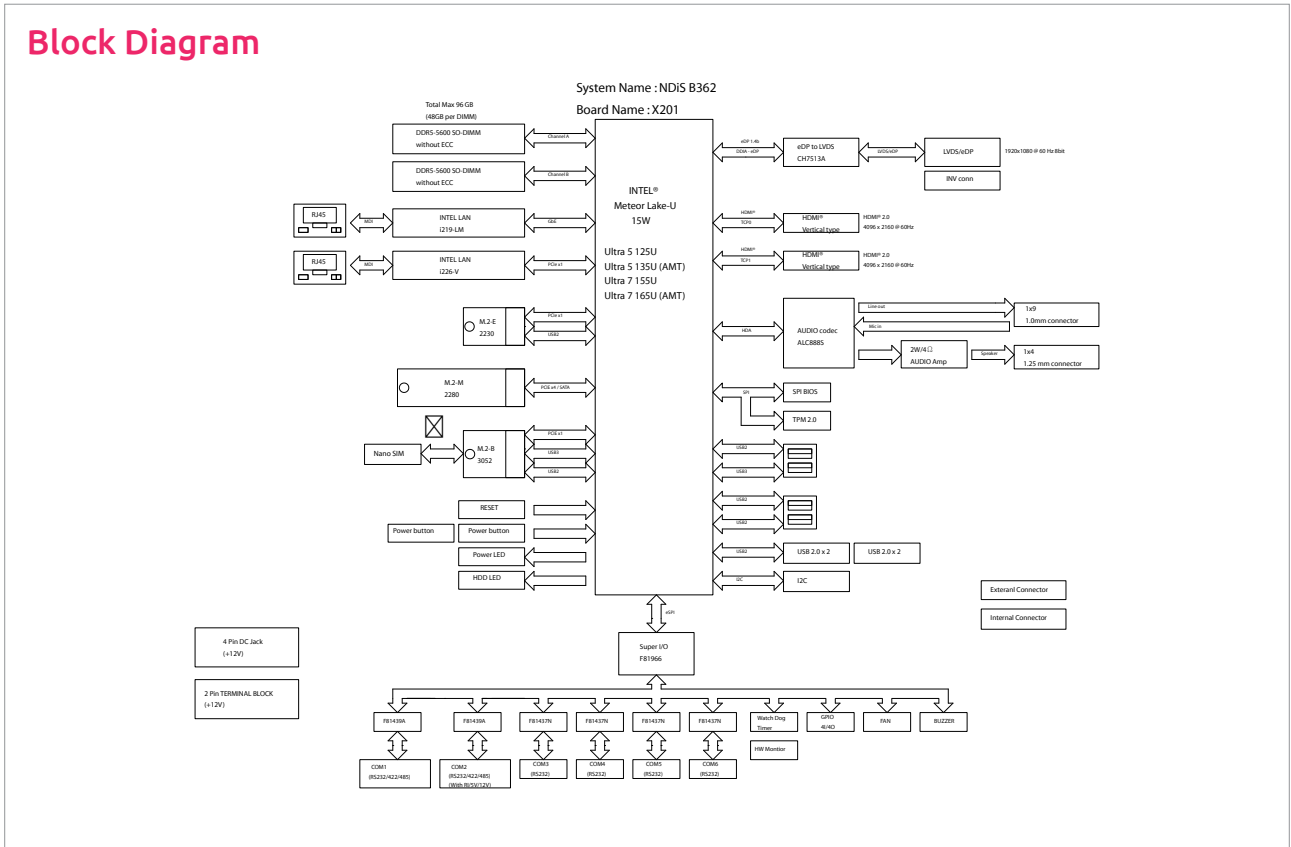 Block Diagram
System Name : NDiS B362
Board Name : X201
Total Max 96 GB
(48GB per DIMM)
DDR5-5600 SO-DIMM
without ECC
Channel A
DDR5-5600 SO-DIMM
without ECC
Channel B
RJ45
MDI
INTEL LAN
i219-LM
GbE
RJ45
MDI
INTEL LAN
i226-V
PCIe x1
M.2-E
2230
PCIe x1
USB2
M.2-M
2280
PCIE x4 / SATA
Nano SIM
M.2-B
3052
PCIE x1
USB3
USB2
RESET
Power button
Power button
Power LED
HDD LED
INTEL®
Meteor Lake-U
15W
Ultra 5 125U
Ultra 5 135U (AMT)
Ultra 7 155U
Ultra 7 165U (AMT)
eDP 1.4b
DDIA - eDP
eDP to LVDS
CH7513A
LVDS/eDP
LVDS/eDP
1920x1080 @ 60 Hz 8bit
INV conn
HDMI®
TCP0
HDMI®
Vertical type
HDMI® 2.0
4096 x 2160 @ 60Hz
HDMI®
TCP1
HDMI®
Vertical type
HDMI® 2.0
4096 x 2160 @ 60Hz
HDA
AUDIO codec
ALC888S
Line out
Mic in
1x9
1.0mm connector
2W/4Ω
AUDIO Amp
Speaker
1x4
1.25 mm connector
SPI
SPI BIOS
TPM 2.0
USB2
USB3
USB2
USB2
USB2
USB 2.0 x 2
USB 2.0 x 2
I2C
I2C
Exteranl Connector
Internal Connector
eSPI
Super I/O
F81966
4 Pin DC Jack
(+12V)
2 Pin TERMINAL BLOCK
(+12V)
F81439A
F81439A
F81437N
F81437N
F81437N
F81437N
Watch Dog
Timer
GPIO
4I/4O
FAN
BUZZER
HW Montior
COM1
(RS232/422/485)
COM2
(RS232/422/485)
(With RI/5V/12V)
COM3
(RS232)
COM4
(RS232)
COM5
(RS232)
COM6
(RS232)